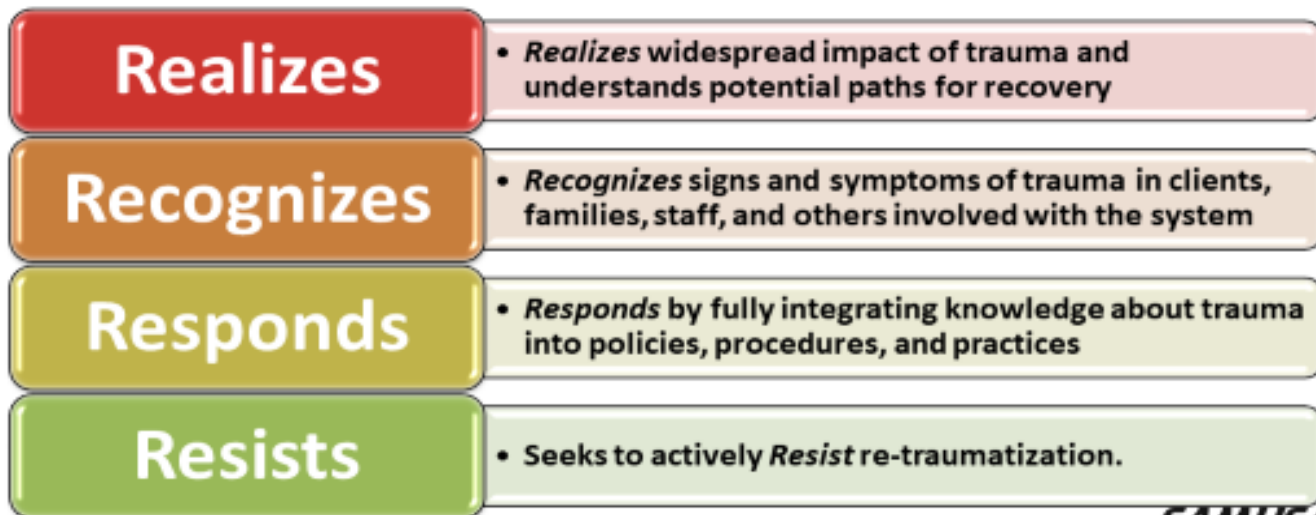 Realizes
• Realizes widespread impact of trauma and
understands potential paths for recovery
Recognizes
• Recognizes signs and symptoms of trauma in clients,
families, staff, and others involved with the system
Responds
• Responds by fully integrating knowledge about trauma
into policies, procedures, and practices
Resists
• Seeks to actively Resist re-traumatization.